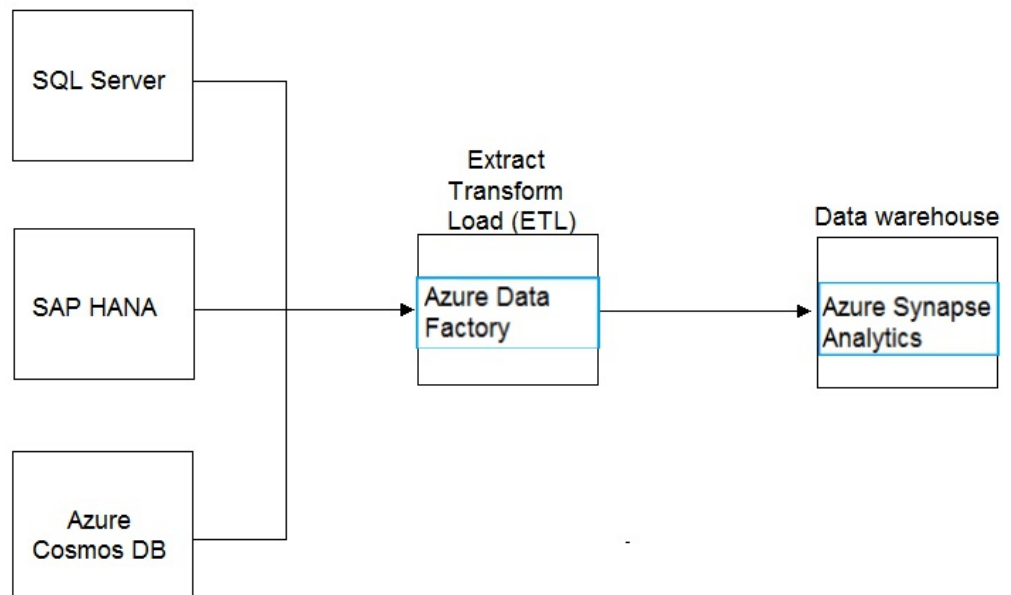 SQL Server
SAP HANA
Azure
Cosmos DB
Extract
Transform
Load (ETL)
Azure Data
Factory
Data warehouse
Azure Synapse
Analytics